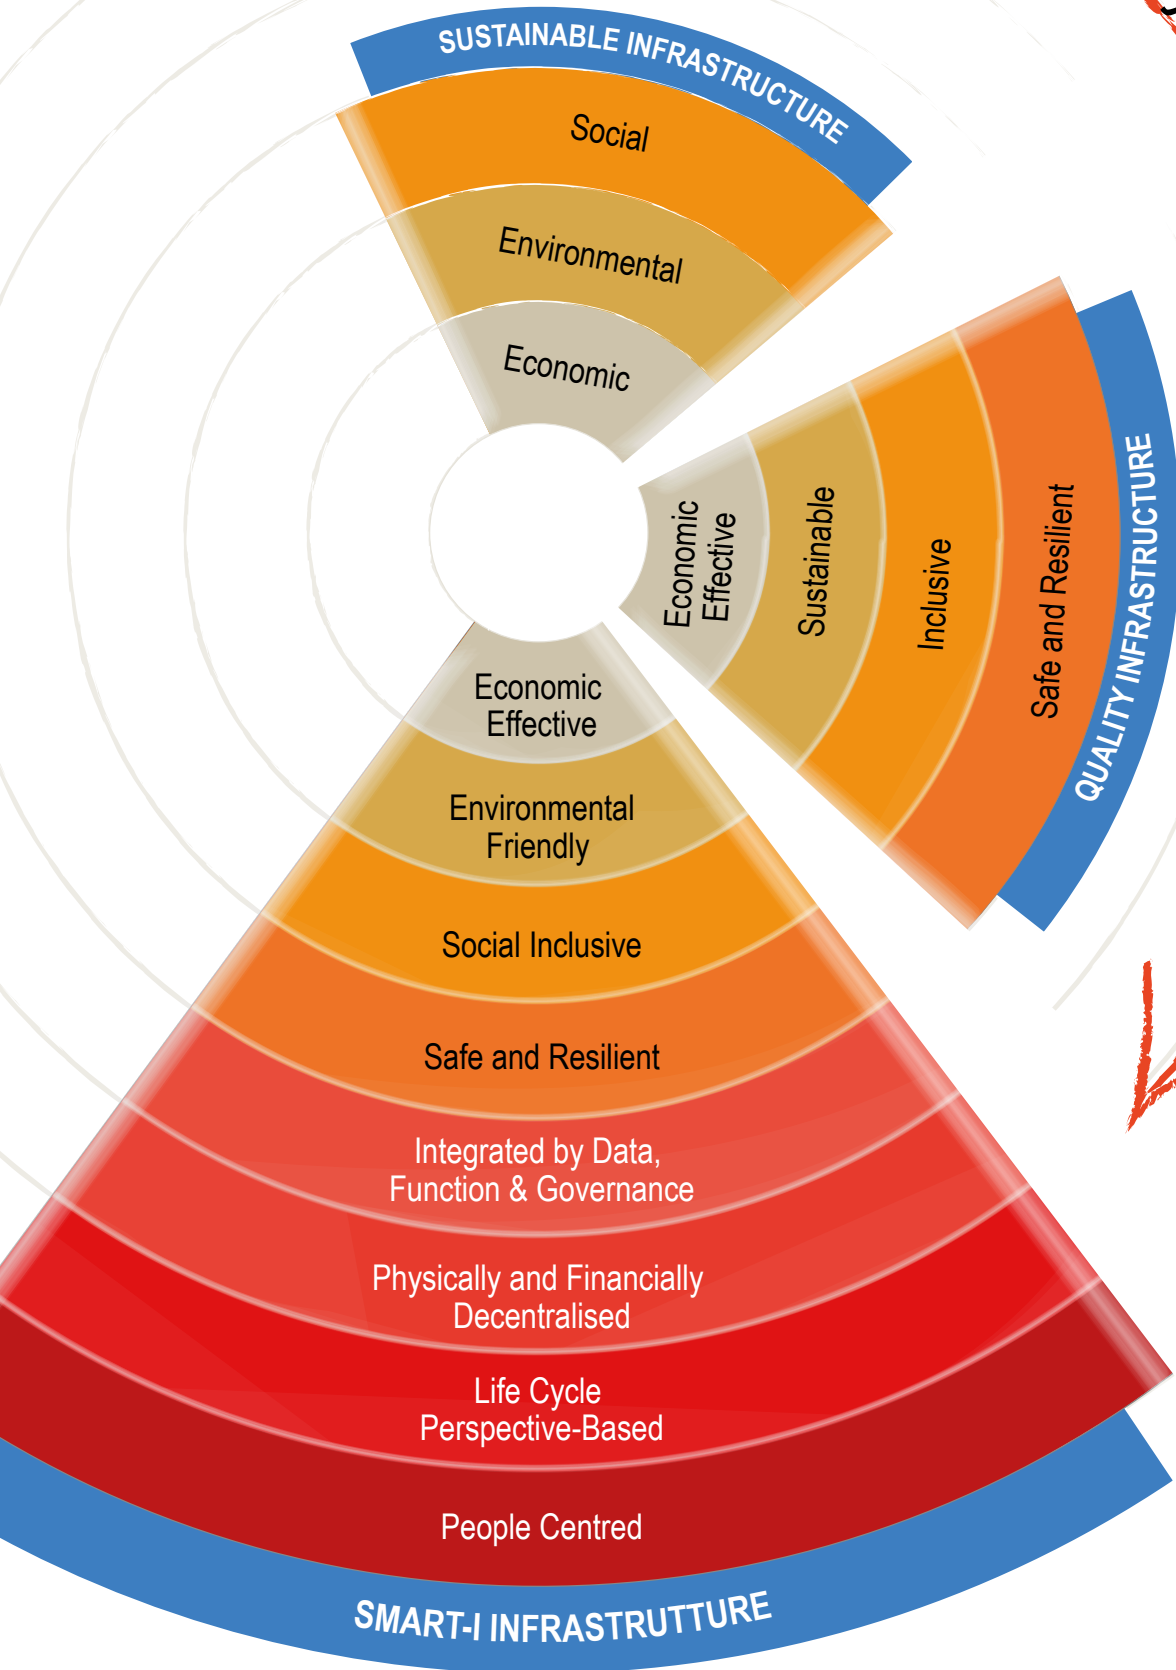 SUSTAINABLE INFRASTRUCTURE
Social
Environmental
Economic
QUALITY INFRASTRUCTURE
Economic
Effective
Sustainable
Inclusive
Safe and Resilient
Economic
Effective
Environmental
Friendly
Social Inclusive
Safe and Resilient
Integrated by Data,
Function & Governance
Physically and Financially
Decentralised
Life Cycle
Perspective-Based
People Centred
SMART-I INFRASTRUTTURE